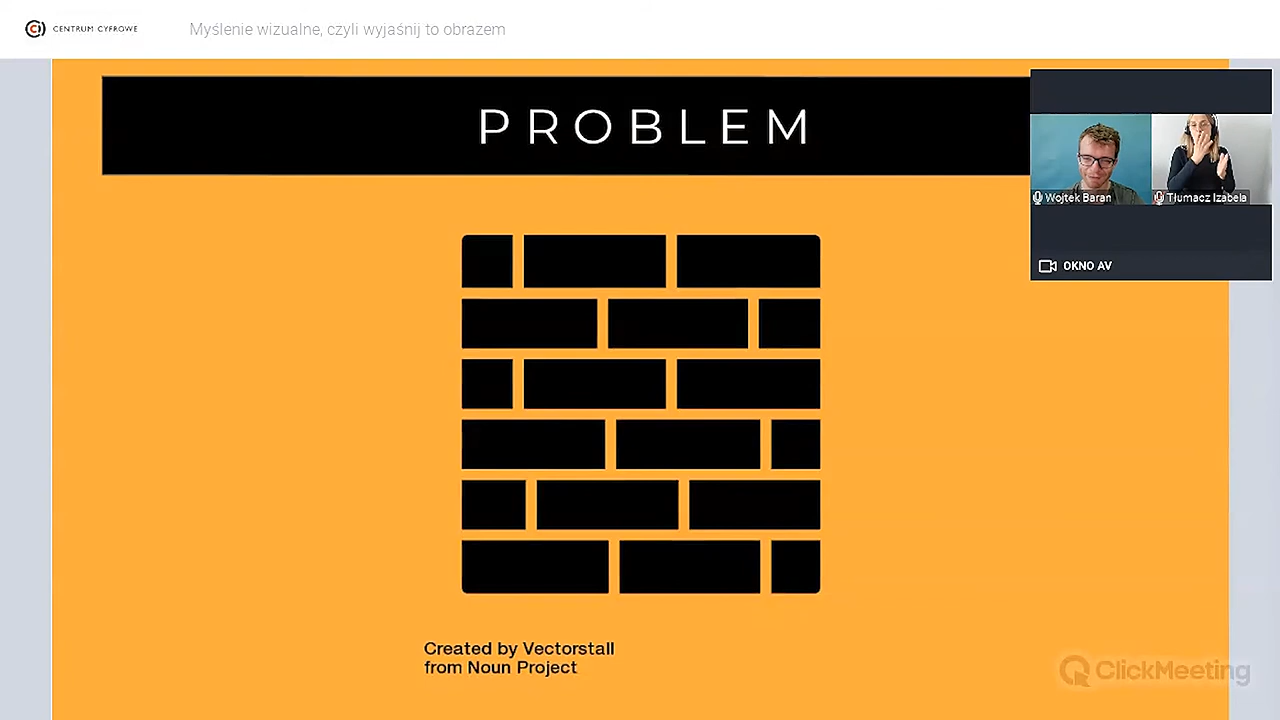 CENTRUM CYFROWE
Myślenie wizualne, czyli wyjaśnij to obrazem
PROBLEM
Wojtek Baran
Tłumacz Izabela
OKNO AV
Created by Vectorstall
from Noun Project
ClickMeeting